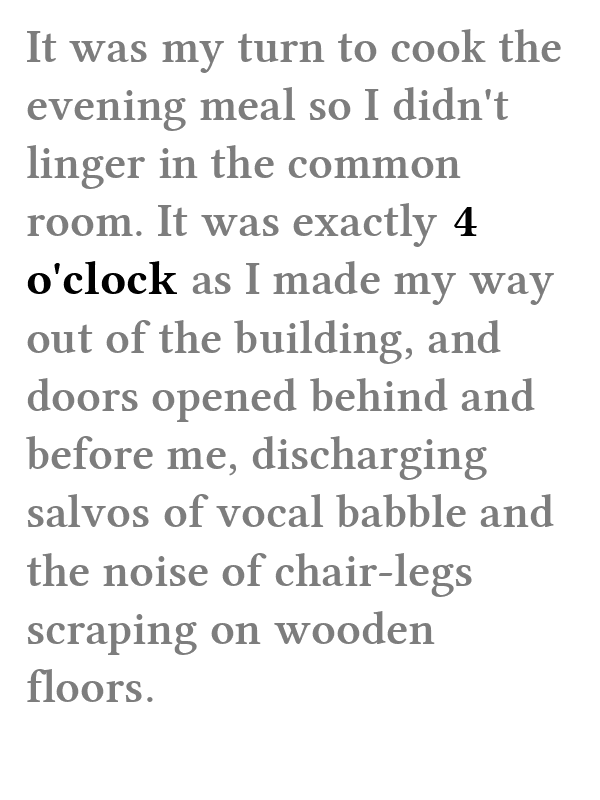 It was my turn to cook the
evening meal so I didn't
linger in the common
room. It was exactly 4
o'clock as I made my way
out of the building, and
doors opened behind and
before me, discharging
salvos of vocal babble and
the noise of chair-legs
scraping on wooden
floors.